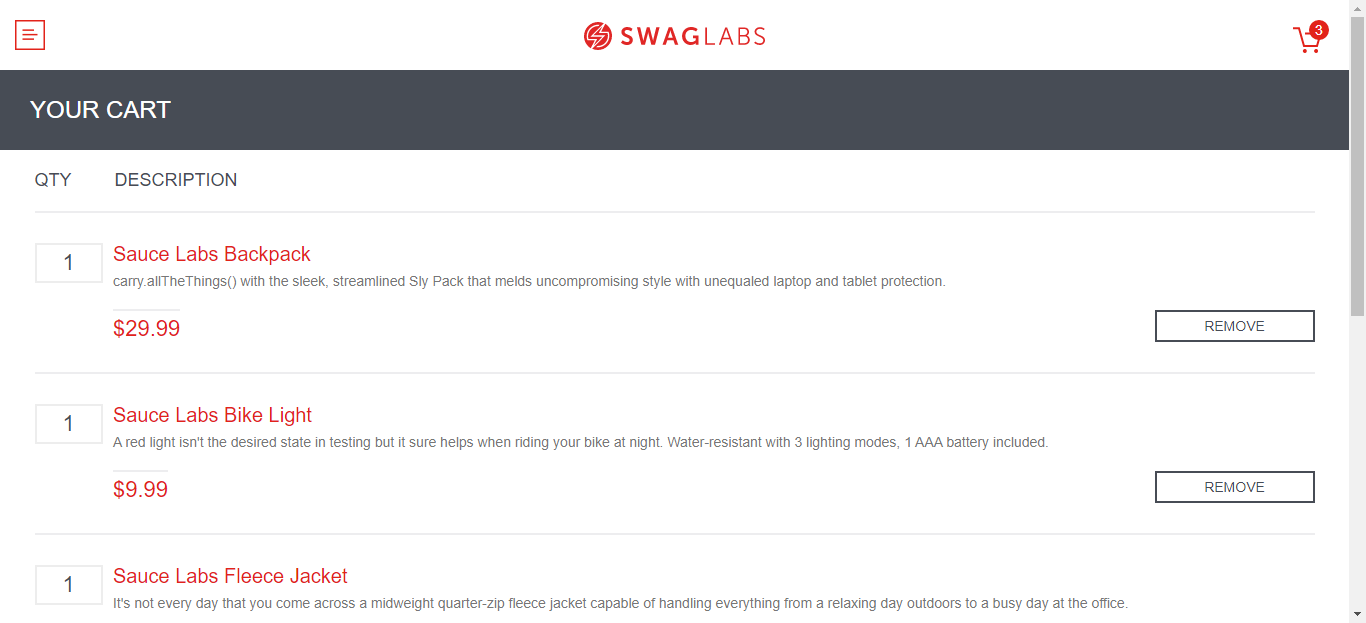 SWAGLABS
3
YOUR CART
QTY DESCRIPTION
1 Sauce Labs Backpack
carry.allTheThings() with the sleek, streamlined Sly Pack that melds uncompromising style with unequaled laptop and tablet protection.
$29.99 REMOVE
1 Sauce Labs Bike Light
A red light isn't the desired state in testing but it sure helps when riding your bike at night. Water-resistant with 3 lighting modes, 1 AAA battery included.
$9.99 REMOVE
1 Sauce Labs Fleece Jacket
It's not every day that you come across a midweight quarter-zip fleece jacket capable of handling everything from a relaxing day outdoors to a busy day at the office.